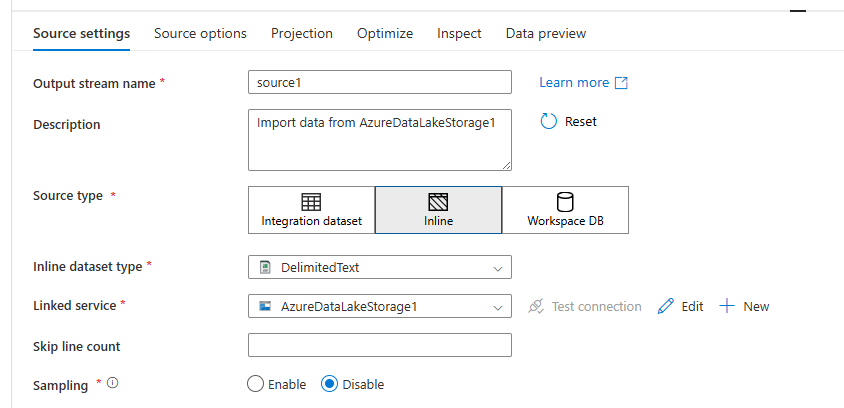 Source settings Source options Projection Optimize Inspect Data preview
Output stream name * source1 Learn more
Description Import data from AzureDataLakeStorage1 Reset
Source type * Integration dataset Inline Workspace DB
Inline dataset type * DelimitedText
Linked service * AzureDataLakeStorage1 Test connection Edit New
Skip line count
Sampling * Enable Disable